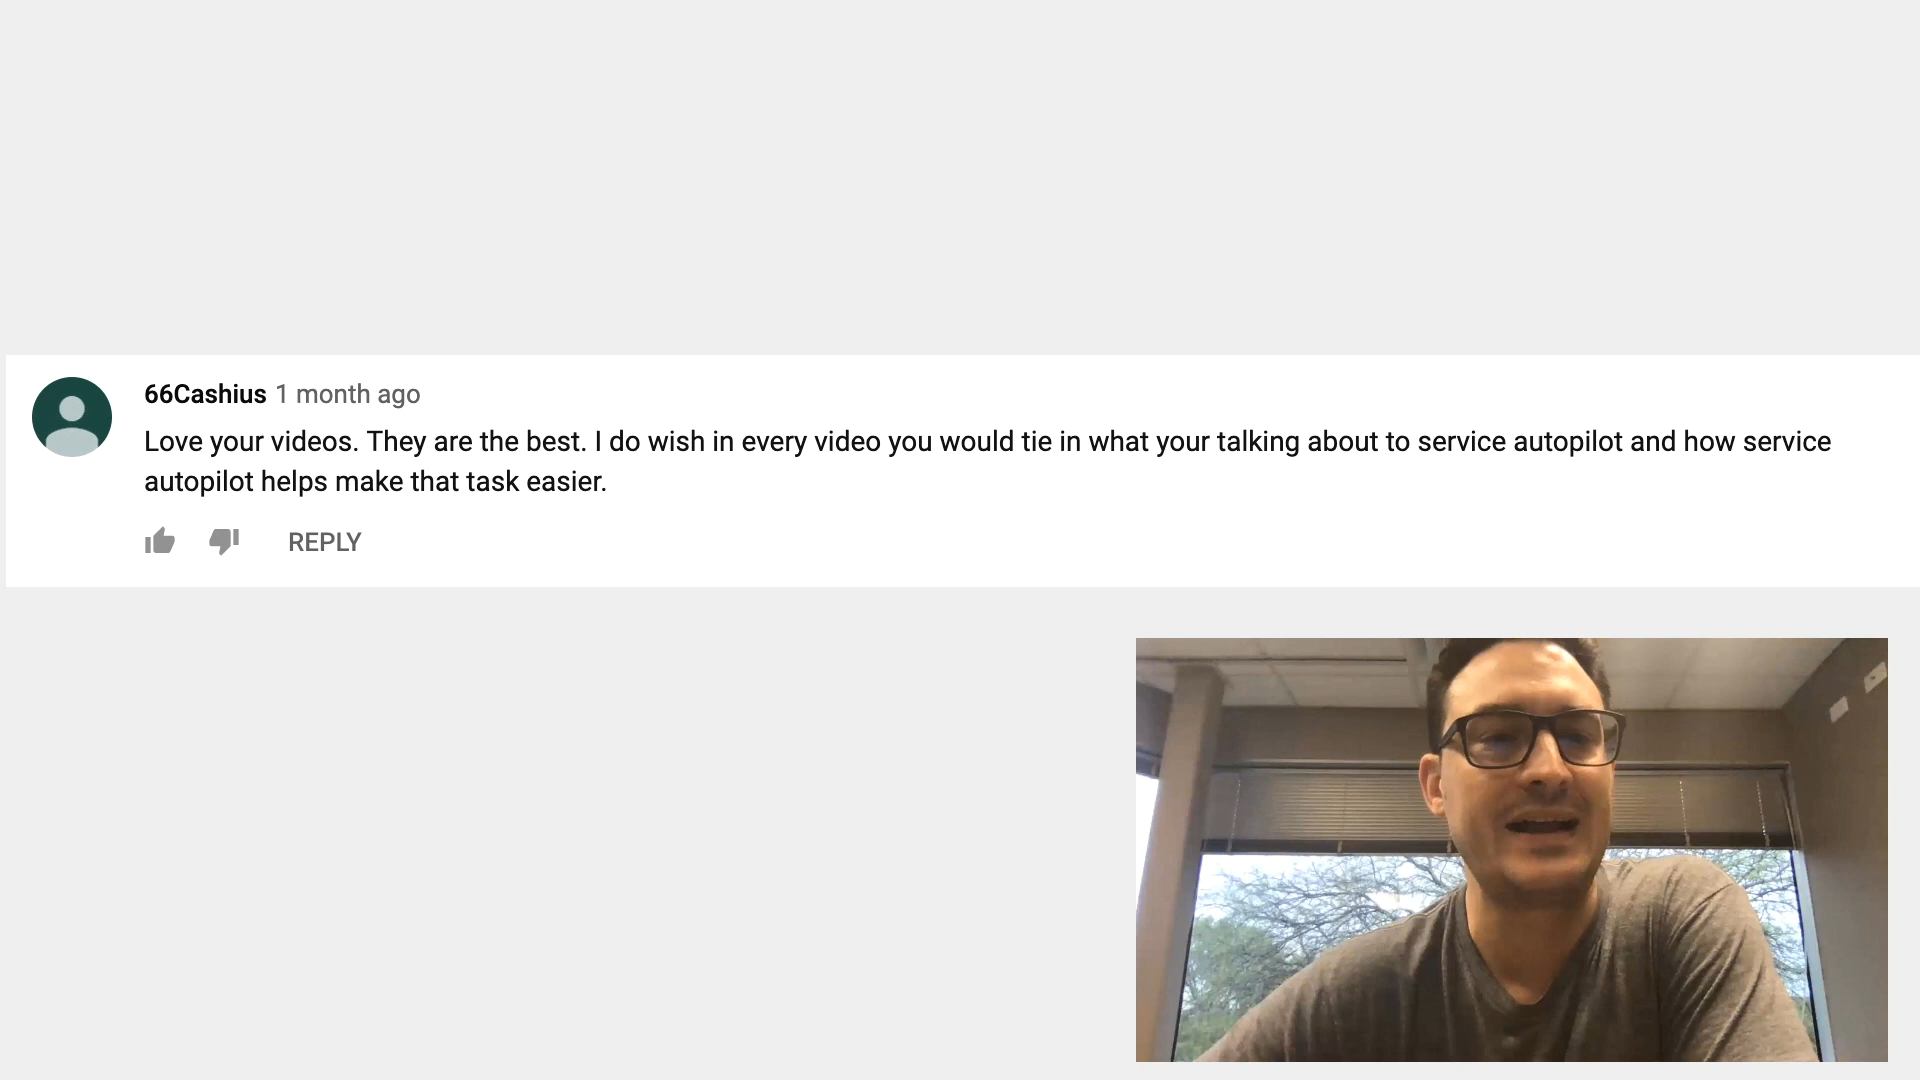 66Cashius 1 month ago
Love your videos. They are the best. I do wish in every video you would tie in what your talking about to service autopilot and how service
autopilot helps make that task easier.
REPLY